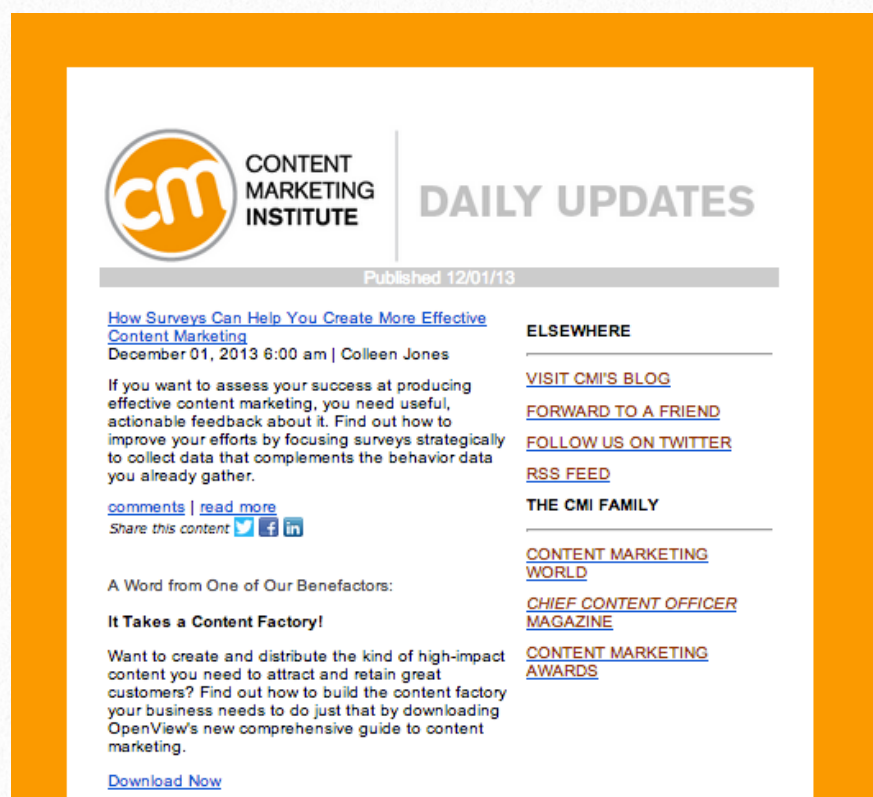 cm
CONTENT
MARKETING
INSTITUTE
DAILY UPDATES
Published 12/01/13
How Surveys Can Help You Create More Effective
Content Marketing
December 01, 2013 6:00 am | Colleen Jones
If you want to assess your success at producing
effective content marketing, you need useful,
actionable feedback about it. Find out how to
improve your efforts by focusing surveys strategically
to collect data that complements the behavior data
you already gather.
comments | read more
Share this content
A Word from One of Our Benefactors:
It Takes a Content Factory!
Want to create and distribute the kind of high-impact
content you need to attract and retain great
customers? Find out how to build the content factory
your business needs to do just that by downloading
OpenView's new comprehensive guide to content
marketing.
Download Now
ELSEWHERE
VISIT CMI'S BLOG
FORWARD TO A FRIEND
FOLLOW US ON TWITTER
RSS FEED
THE CMI FAMILY
CONTENT MARKETING
WORLD
CHIEF CONTENT OFFICER
MAGAZINE
CONTENT MARKETING
AWARDS